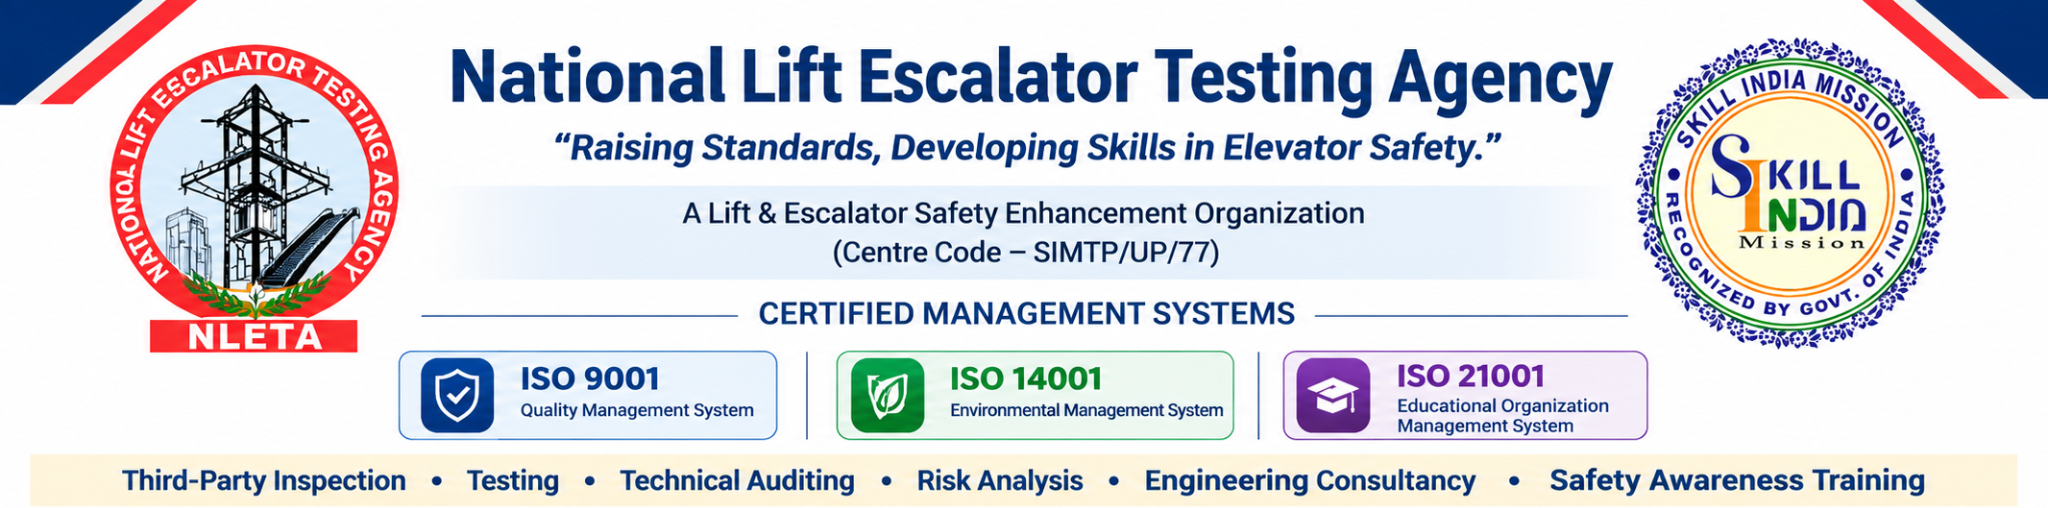 NATIONAL LIFT ESCALATOR TESTING AGENCY
NLETA
National Lift Escalator Testing Agency
“Raising Standards, Developing Skills in Elevator Safety.”
A Lift & Escalator Safety Enhancement Organization
(Centre Code – SIMTP/UP/77)
CERTIFIED MANAGEMENT SYSTEMS
ISO 9001
Quality Management System
ISO 14001
Environmental Management System
ISO 21001
Educational Organization
Management System
SKILL INDIA MISSION
SKILL
INDIA
Mission
RECOGNIZED BY GOVT. OF INDIA
Third-Party Inspection • Testing • Technical Auditing • Risk Analysis • Engineering Consultancy • Safety Awareness Training